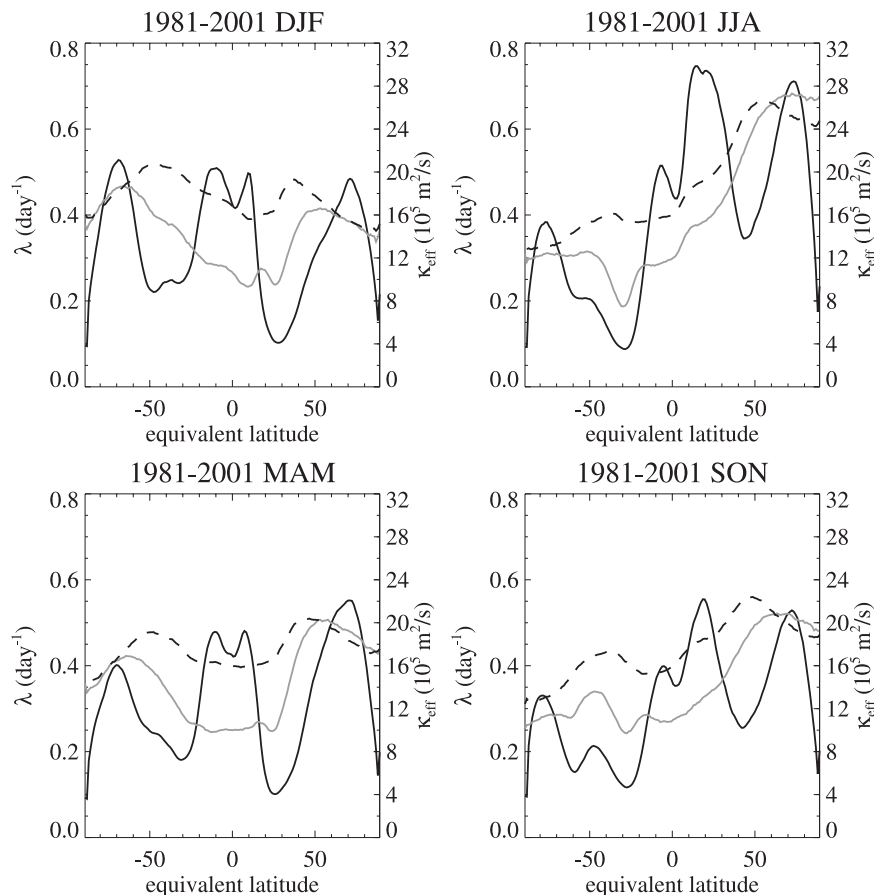 1981-2001 DJF
0.8
0.6
0.4
0.2
0.0
λ (day⁻¹)
32
28
24
20
16
12
8
4
0
κeff (10⁵ m²/s)
-50 0 50
equivalent latitude
1981-2001 JJA
0.8
0.6
0.4
0.2
0.0
λ (day⁻¹)
32
28
24
20
16
12
8
4
0
κeff (10⁵ m²/s)
-50 0 50
equivalent latitude
1981-2001 MAM
0.8
0.6
0.4
0.2
0.0
λ (day⁻¹)
32
28
24
20
16
12
8
4
0
κeff (10⁵ m²/s)
-50 0 50
equivalent latitude
1981-2001 SON
0.8
0.6
0.4
0.2
0.0
λ (day⁻¹)
32
28
24
20
16
12
8
4
0
κeff (10⁵ m²/s)
-50 0 50
equivalent latitude